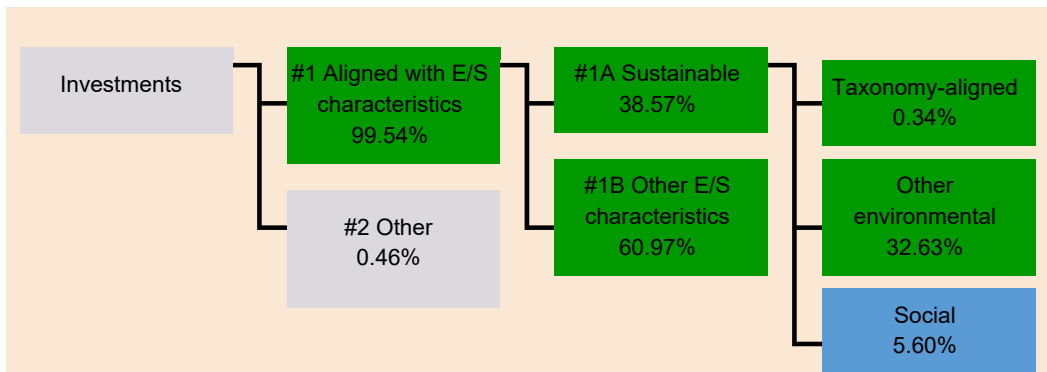 Investments
#1 Aligned with E/S
characteristics
99.54%
#2 Other
0.46%
#1A Sustainable
38.57%
#1B Other E/S
characteristics
60.97%
Taxonomy-aligned
0.34%
Other
environmental
32.63%
Social
5.60%